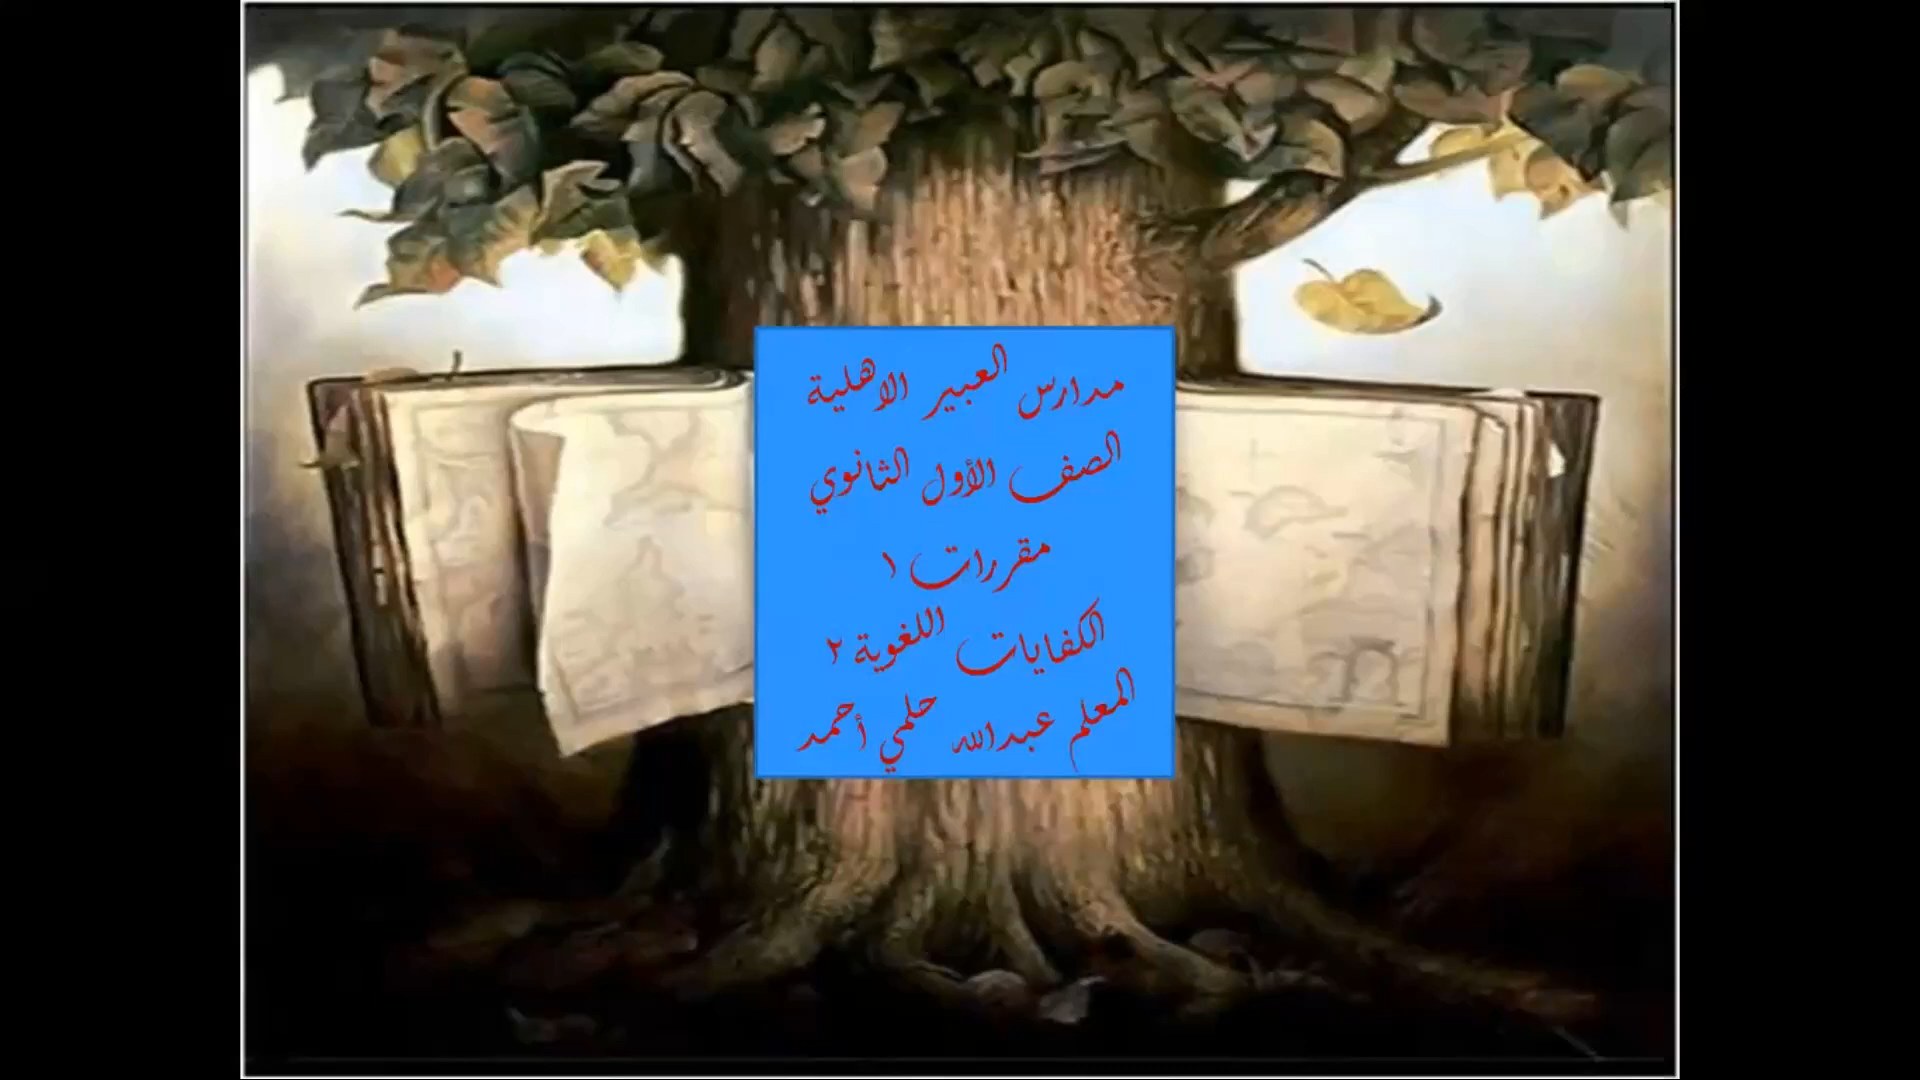 مدارس العبير الاهلية
الصف الأول الثانوي
مقررات ١
الكفايات اللغوية ٢
المعلم عبدالله حلمي أحمد